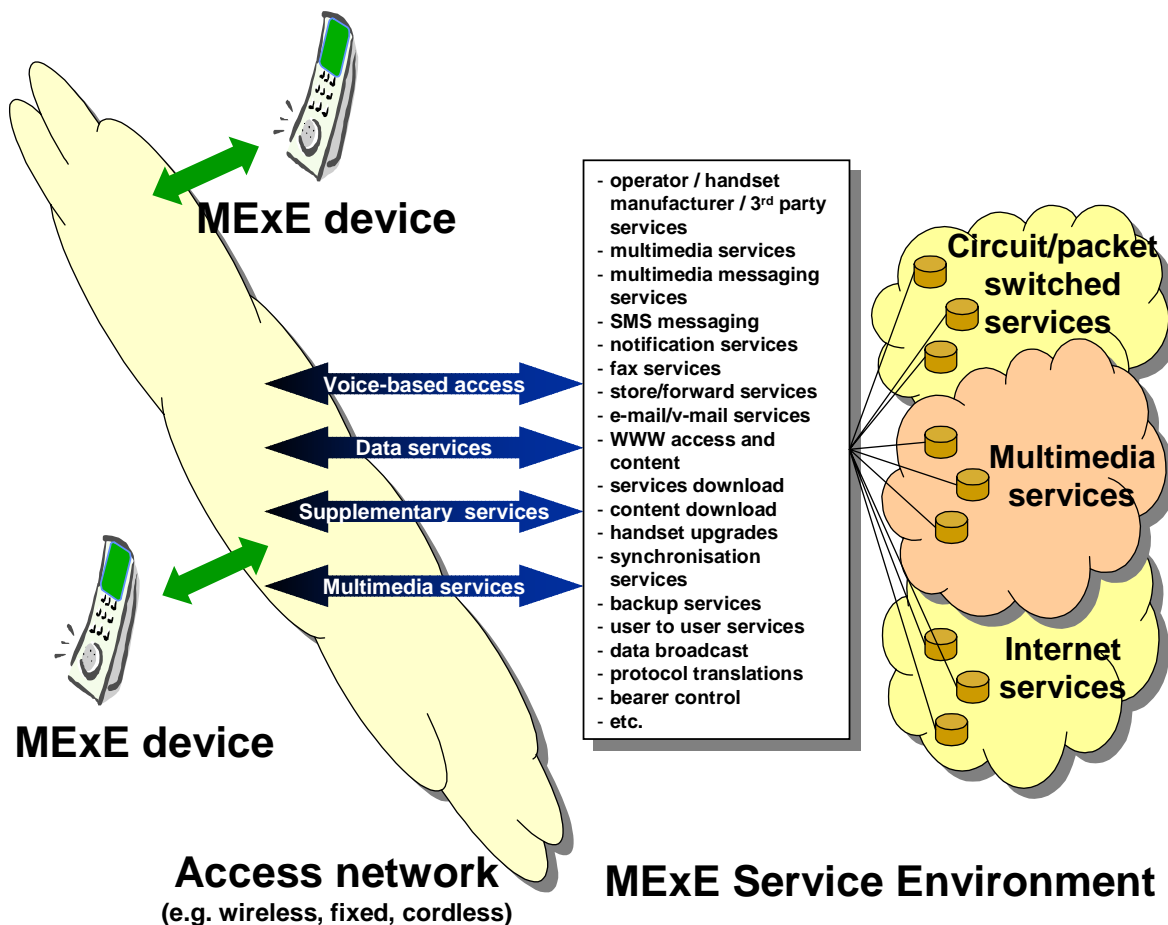 MExE device
- operator / handset
manufacturer / 3rd party
services
- multimedia services
- multimedia messaging
services
- SMS messaging
- notification services
- fax services
- store/forward services
- e-mail/v-mail services
- WWW access and
content
- services download
- content download
- handset upgrades
- synchronisation
services
- backup services
- user to user services
- data broadcast
- protocol translations
- bearer control
- etc.
Circuit/packet
switched
services
Voice-based access
Data services
Supplementary services
Multimedia services
Multimedia
services
Internet
services
MExE device
Access network
(e.g. wireless, fixed, cordless)
MExE Service Environment